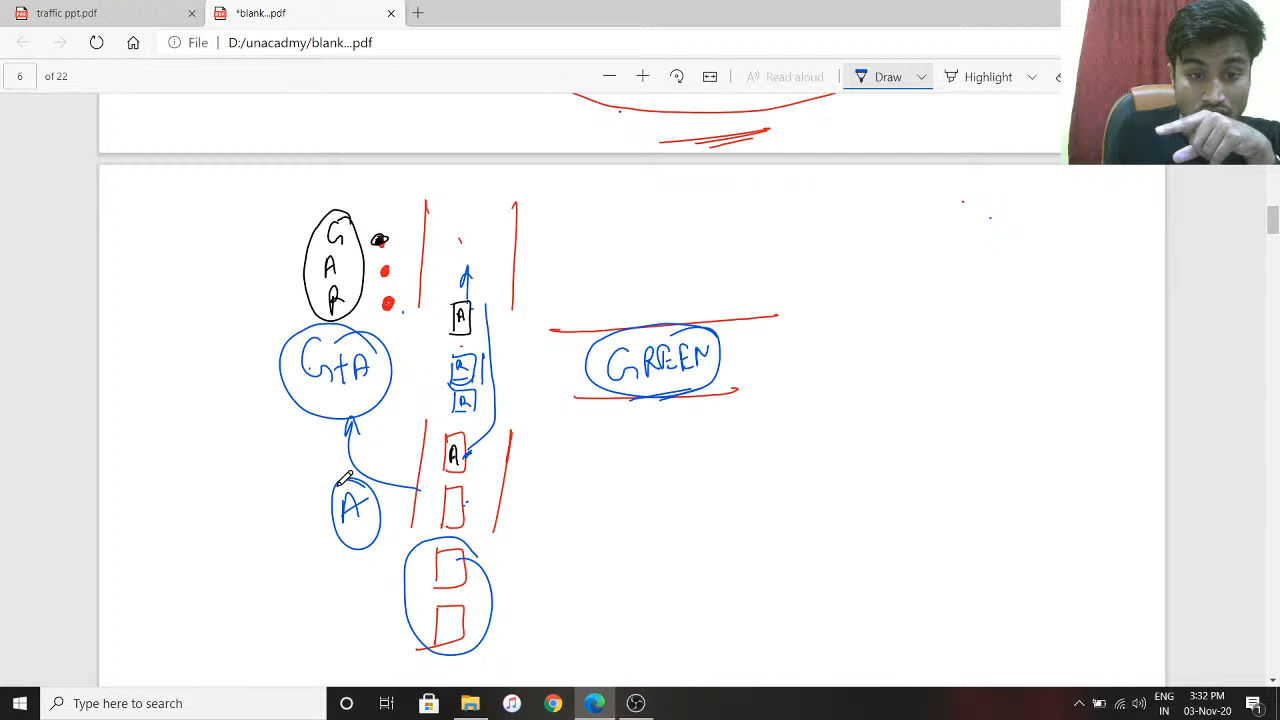 traffic ppt.pdf
*blank...pdf
File
D:/unacadmy/blank...pdf
6
of 22
Read aloud
Draw
Highlight
G
A
R
A
G+A
R
R
GREEN
A
A
Type here to search
ENG
IN
3:32 PM
03-Nov-20
1